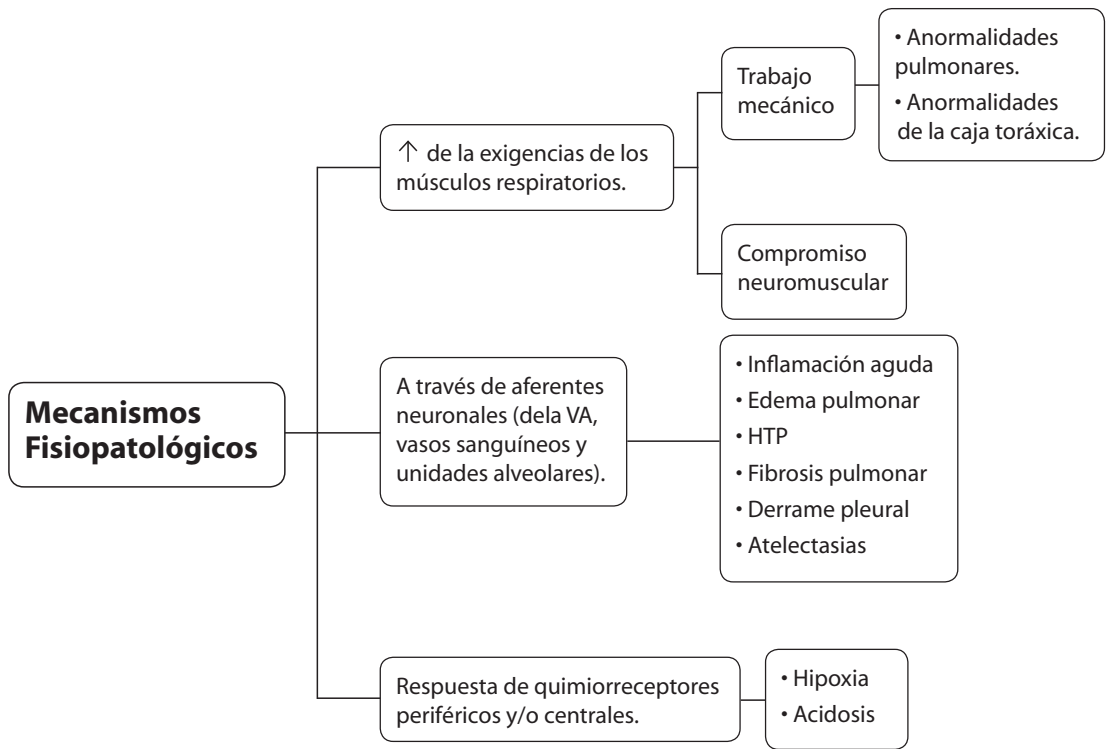 Mecanismos
Fisiopatológicos
↑ de la exigencias de los
músculos respiratorios.
Trabajo
mecánico
• Anormalidades
pulmonares.
• Anormalidades
de la caja toráxica.
Compromiso
neuromuscular
A través de aferentes
neuronales (dela VA,
vasos sanguíneos y
unidades alveolares).
• Inflamación aguda
• Edema pulmonar
• HTP
• Fibrosis pulmonar
• Derrame pleural
• Atelectasias
Respuesta de quimiorreceptores
periféricos y/o centrales.
• Hipoxia
• Acidosis